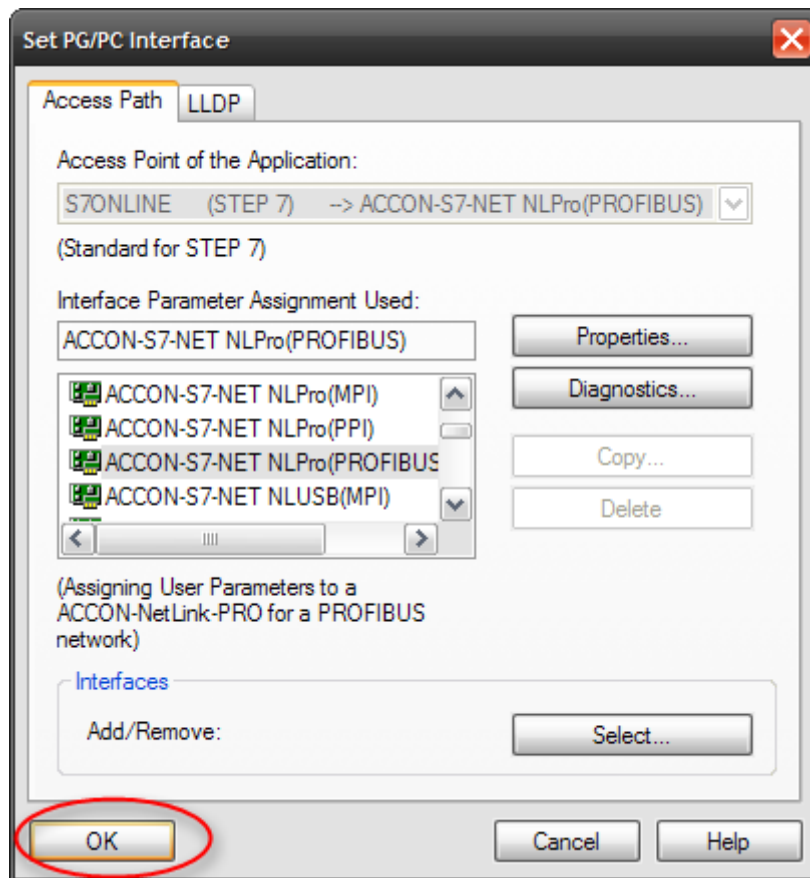 Set PG/PC Interface
Access Path
LLDP
Access Point of the Application:
S7ONLINE (STEP 7) --> ACCON-S7-NET NLPro(PROFIBUS)
(Standard for STEP 7)
Interface Parameter Assignment Used:
ACCON-S7-NET NLPro(PROFIBUS)
Properties...
ACCON-S7-NET NLPro(MPI)
Diagnostics...
ACCON-S7-NET NLPro(PPI)
ACCON-S7-NET NLPro(PROFIBUS
Copy...
ACCON-S7-NET NLUSB(MPI)
Delete
(Assigning User Parameters to a
ACCON-NetLink-PRO for a PROFIBUS
network)
Interfaces
Add/Remove:
Select...
OK
Cancel
Help